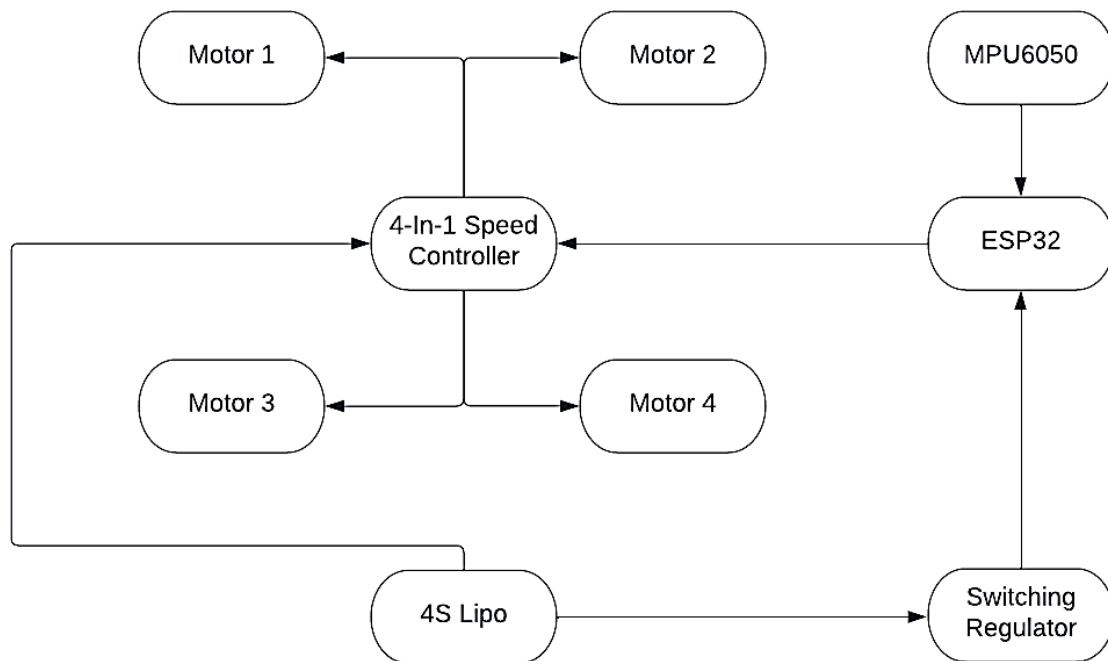 Motor 1
Motor 2
MPU6050
4-In-1 Speed
Controller
ESP32
Motor 3
Motor 4
4S Lipo
Switching
Regulator